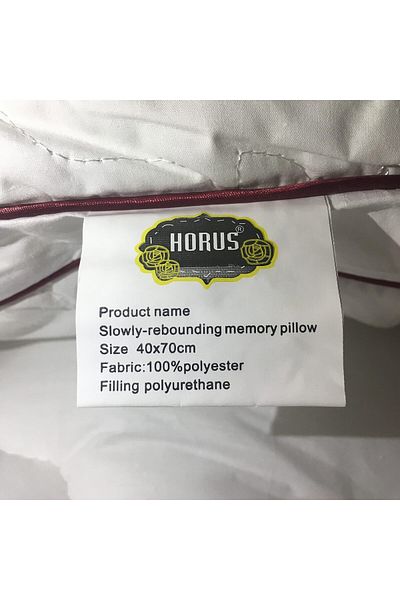 HORUS®
Product name
Slowly-rebounding memory pillow
Size 40x70cm
Fabric:100%polyester
Filling polyurethane